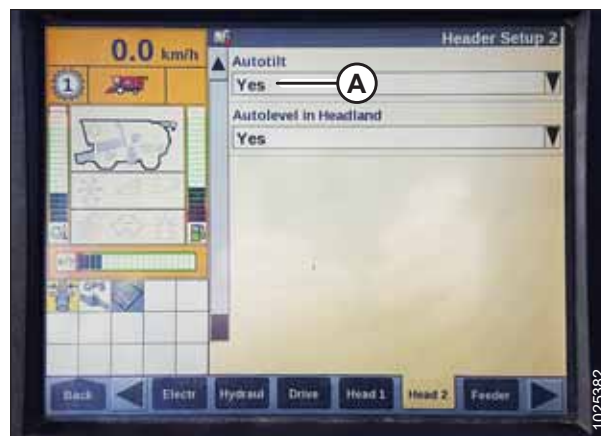 Header Setup 2
0.0 km/h
Autotilt
1
Yes
A
Autolevel in Headland
Yes
Back
Electr
Hydraul
Drive
Head 1
Head 2
Feeder
1025382